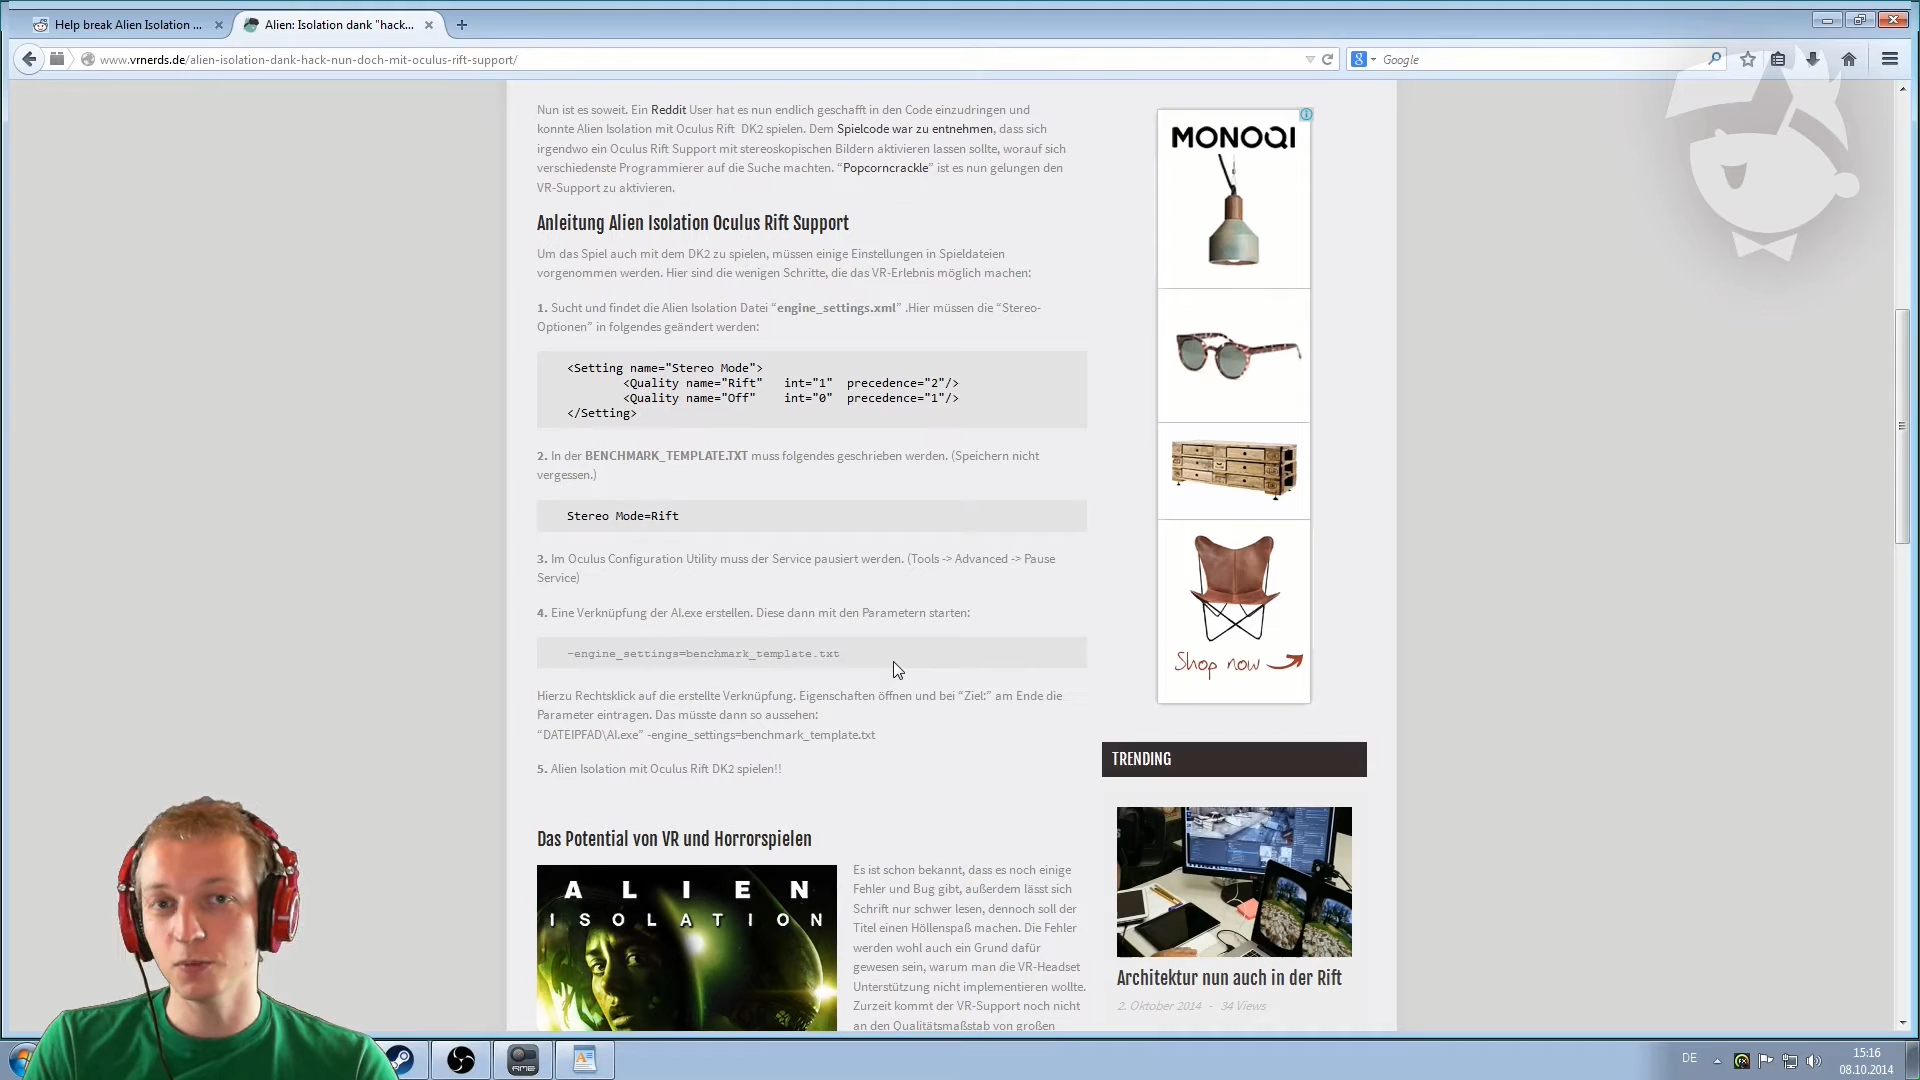 Help break Alien Isolation ...
Alien: Isolation dank "hack...
www.vrnerds.de/alien-isolation-dank-hack-nun-doch-mit-oculus-rift-support/
Google
Nun ist es soweit. Ein Reddit User hat es nun endlich geschafft in den Code einzudringen und
konnte Alien Isolation mit Oculus Rift DK2 spielen. Dem Spielcode war zu entnehmen, dass sich
irgendwo ein Oculus Rift Support mit stereoskopischen Bildern aktivieren lassen sollte, worauf sich
verschiedenste Programmierer auf die Suche machten. “Popcorncrackle” ist es nun gelungen den
VR-Support zu aktivieren.
Anleitung Alien Isolation Oculus Rift Support
Um das Spiel auch mit dem DK2 zu spielen, müssen einige Einstellungen in Spieldateien
vorgenommen werden. Hier sind die wenigen Schritte, die das VR-Erlebnis möglich machen:
1. Sucht und findet die Alien Isolation Datei “engine_settings.xml” .Hier müssen die “Stereo-
Optionen” in folgendes geändert werden:
<Setting name="Stereo Mode">
<Quality name="Rift" int="1" precedence="2"/>
<Quality name="Off" int="0" precedence="1"/>
</Setting>
2. In der BENCHMARK_TEMPLATE.TXT muss folgendes geschrieben werden. (Speichern nicht
vergessen.)
Stereo Mode=Rift
3. Im Oculus Configuration Utility muss der Service pausiert werden. (Tools -> Advanced -> Pause
Service)
4. Eine Verknüpfung der AI.exe erstellen. Diese dann mit den Parametern starten:
-engine_settings=benchmark_template.txt
Hierzu Rechtsklick auf die erstellte Verknüpfung. Eigenschaften öffnen und bei “Ziel:” am Ende die
Parameter eintragen. Das müsste dann so aussehen:
“DATEIPFAD\AI.exe” -engine_settings=benchmark_template.txt
5. Alien Isolation mit Oculus Rift DK2 spielen!!
Das Potential von VR und Horrorspielen
ALIEN
ISOLATION
Es ist schon bekannt, dass es noch einige
Fehler und Bug gibt, außerdem lässt sich
Schrift nur schwer lesen, dennoch soll der
Titel einen Höllenspaß machen. Die Fehler
werden wohl auch ein Grund dafür
gewesen sein, warum man die VR-Headset
Unterstützung nicht implementieren wollte.
Zurzeit kommt der VR-Support noch nicht
an den Qualitätsmaßstab von großen
MONOQI
Shop now
TRENDING
Architektur nun auch in der Rift
2. Oktober 2014 - 34 Views
AME
DE
15:16
08.10.2014